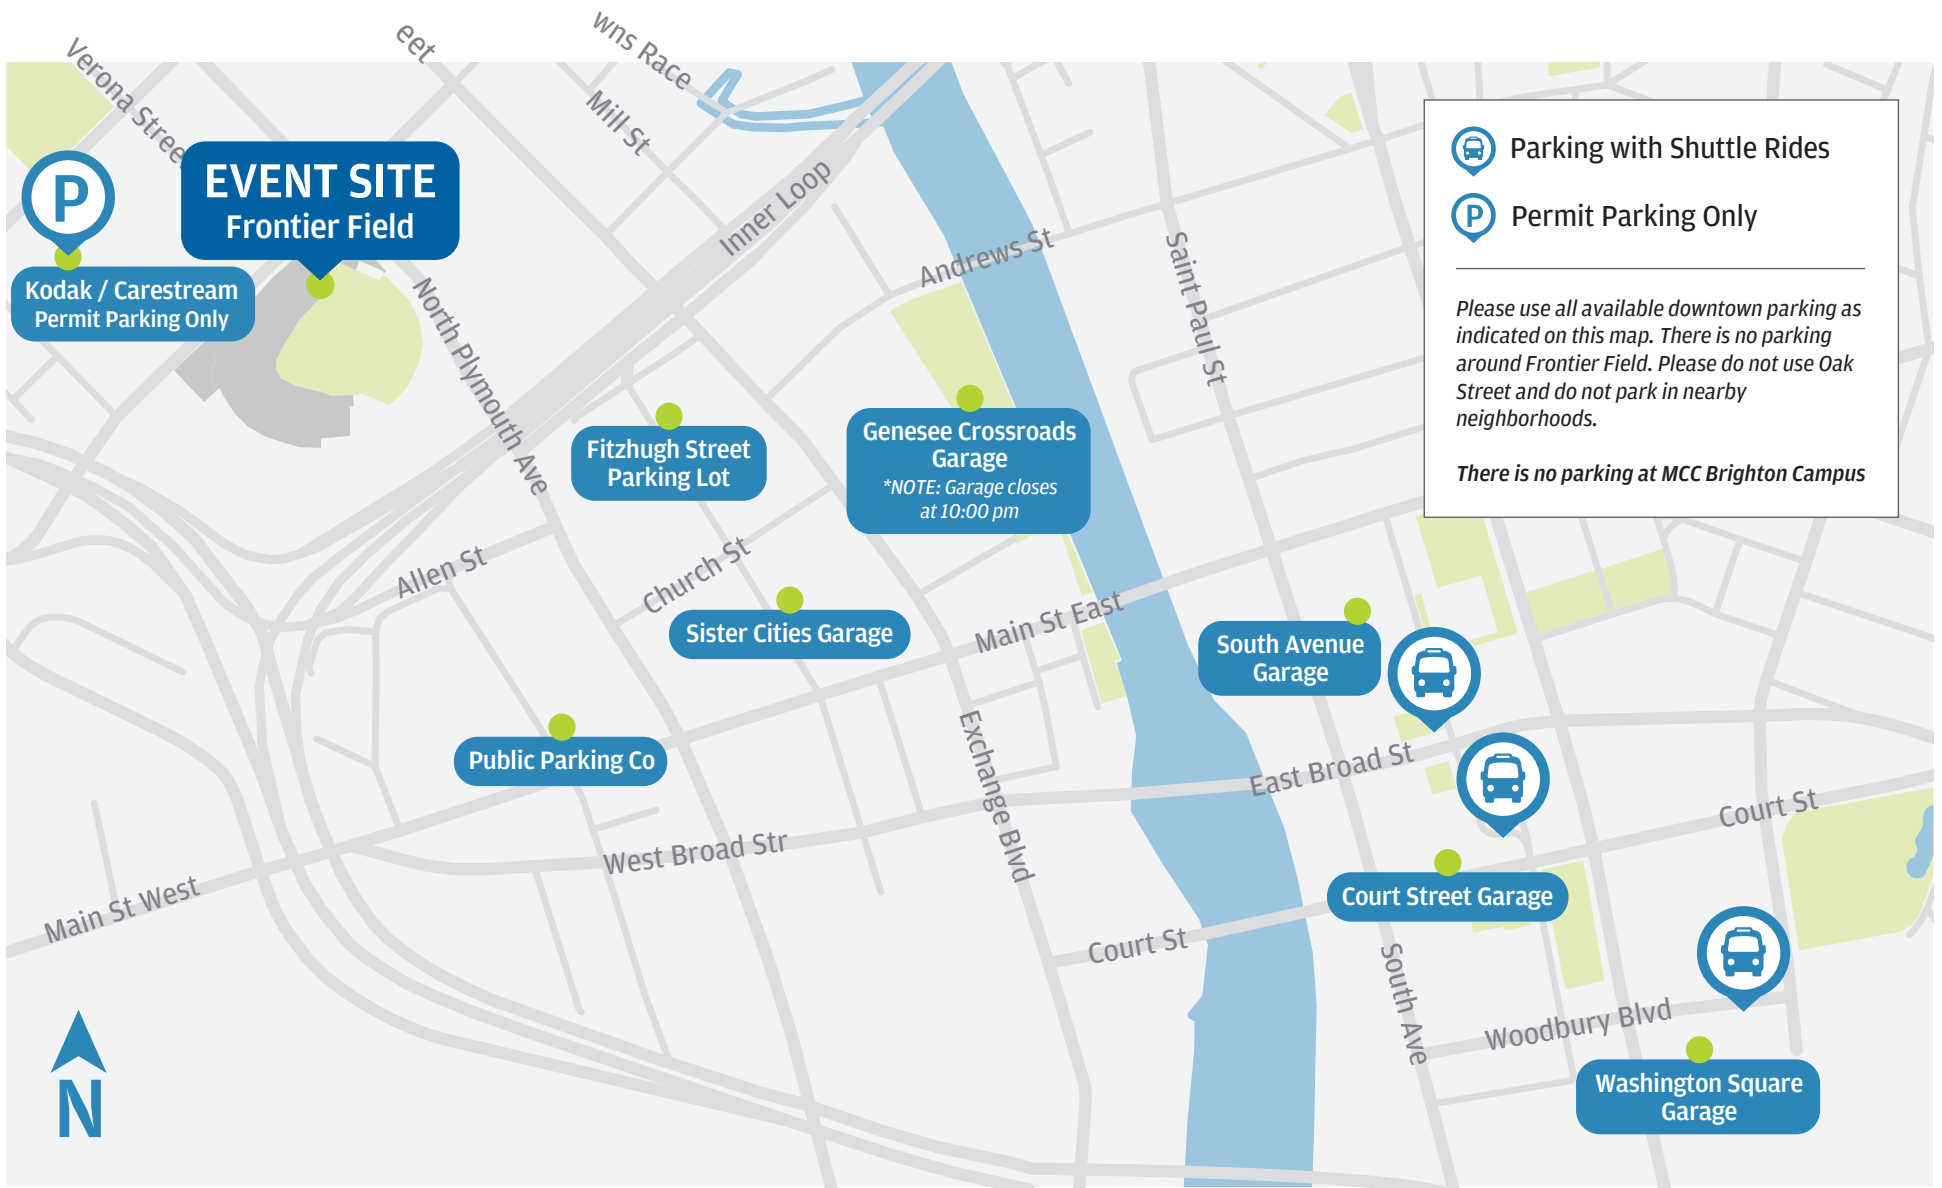 wns Race
eet
Verona Stree
Mill St
EVENT SITE
Frontier Field
P
Kodak / Carestream
Permit Parking Only
Inner Loop
Andrews St
Saint Paul St
North Plymouth Ave
Parking with Shuttle Rides
P
Permit Parking Only
Please use all available downtown parking as
indicated on this map. There is no parking
around Frontier Field. Please do not use Oak
Street and do not park in nearby
neighborhoods.
There is no parking at MCC Brighton Campus
Fitzhugh Street
Parking Lot
Genesee Crossroads
Garage
*NOTE: Garage closes
at 10:00 pm
Allen St
Church St
Sister Cities Garage
Main St East
South Avenue
Garage
Public Parking Co
Exchange Blvd
East Broad St
Court St
West Broad Str
Main St West
Court Street Garage
Court St
South Ave
Woodbury Blvd
Washington Square
Garage
N